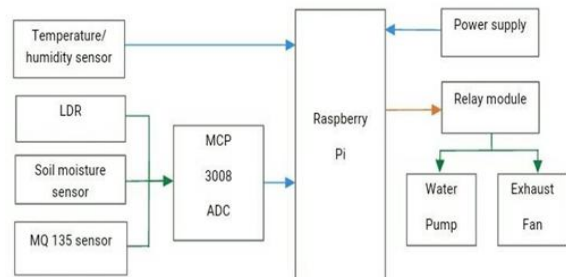 Temperature/
humidity sensor
LDR
Soil moisture
sensor
MQ 135 sensor
MCP
3008
ADC
Raspberry
Pi
Power supply
Relay module
Water
Pump
Exhaust
Fan